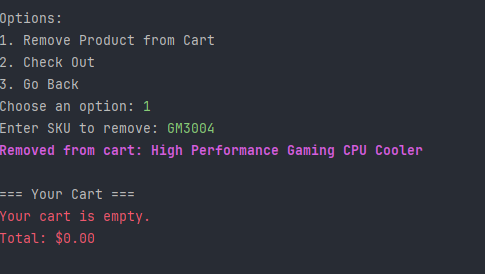 Options:
1. Remove Product from Cart
2. Check Out
3. Go Back
Choose an option: 1
Enter SKU to remove: GM3004
Removed from cart: High Performance Gaming CPU Cooler
=== Your Cart ===
Your cart is empty.
Total: $0.00